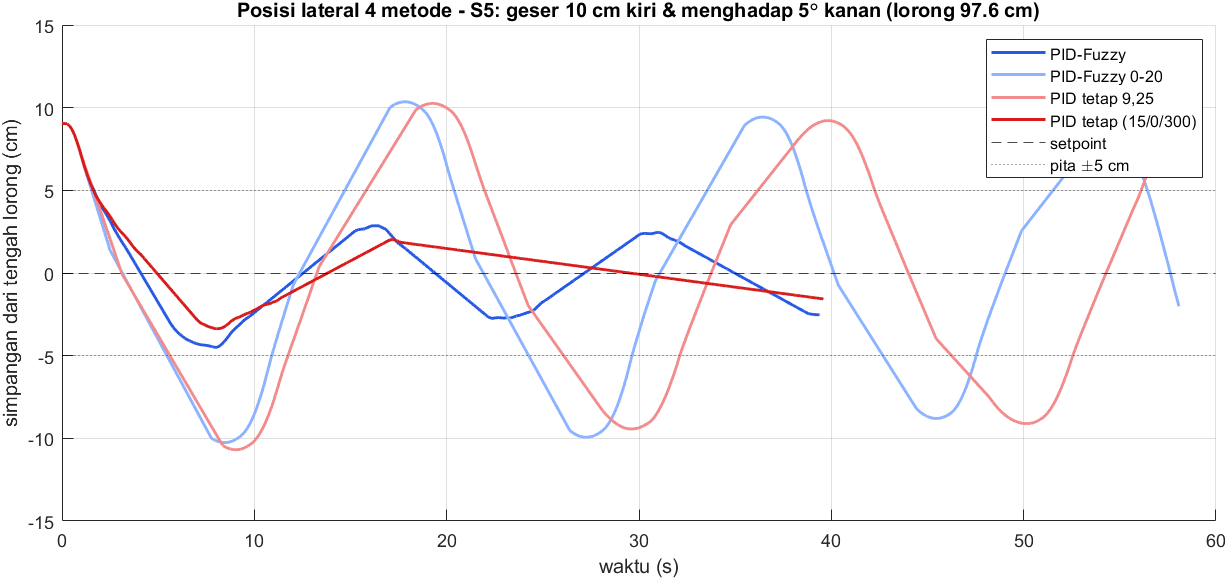 Posisi lateral 4 metode - S5: geser 10 cm kiri & menghadap 5° kanan (lorong 97.6 cm)
PID-Fuzzy
PID-Fuzzy 0-20
PID tetap 9,25
PID tetap (15/0/300)
setpoint
pita ±5 cm
simpangan dari tengah lorong (cm)
15
10
5
0
-5
-10
-15
0
10
20
30
40
50
60
waktu (s)